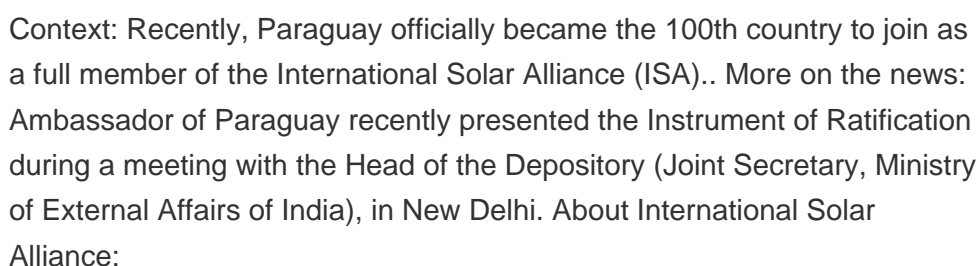 Context: Recently, Paraguay officially became the 100th country to join as
a full member of the International Solar Alliance (ISA).. More on the news:
Ambassador of Paraguay recently presented the Instrument of Ratification
during a meeting with the Head of the Depository (Joint Secretary, Ministry
of External Affairs of India), in New Delhi. About International Solar
Alliance: